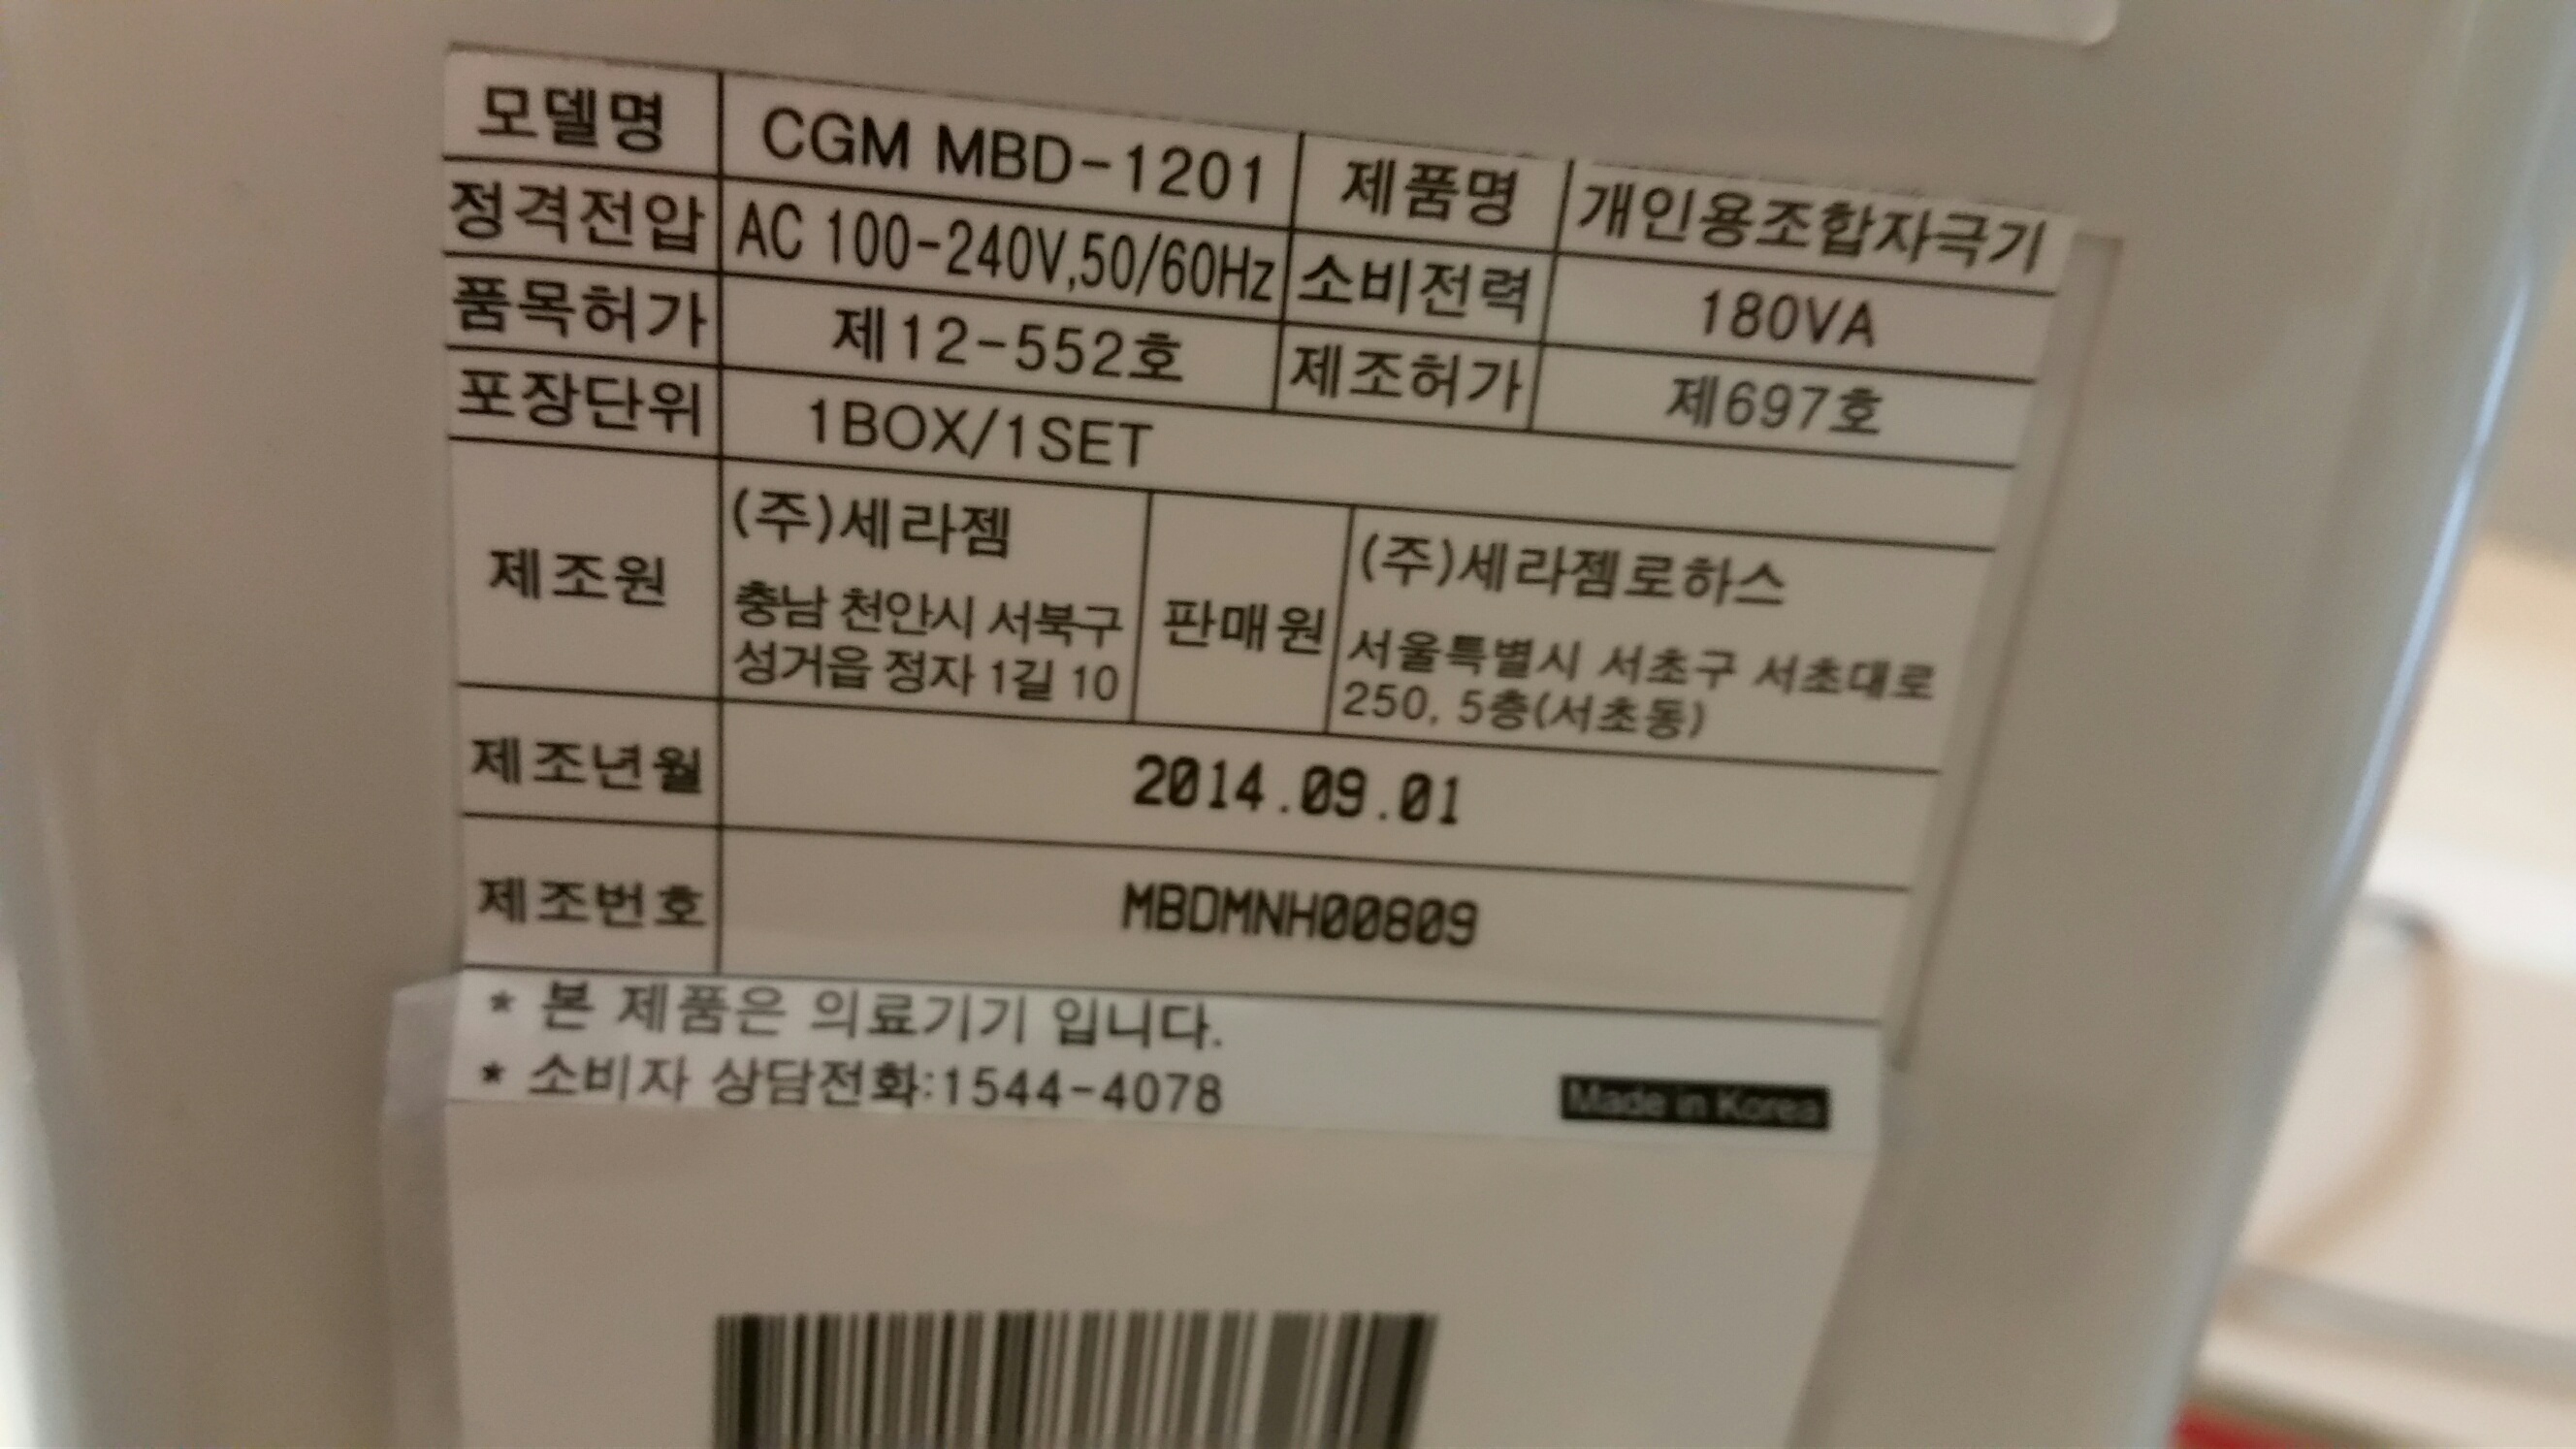 모델명 CGM MBD-1201 제품명 개인용조합자극기
정격전압 AC 100-240V,50/60Hz 소비전력 180VA
품목허가 제12-552호 제조허가 제697호
포장단위 1BOX/1SET
제조원 (주)세라젬
충남 천안시 서북구
성거읍 정자 1길 10
판매원 (주)세라젬로하스
서울특별시 서초구 서초대로
250, 5층(서초동)
제조년월 2014.09.01
제조번호 MBDMNH00809
* 본 제품은 의료기기 입니다.
* 소비자 상담전화:1544-4078
Made in Korea